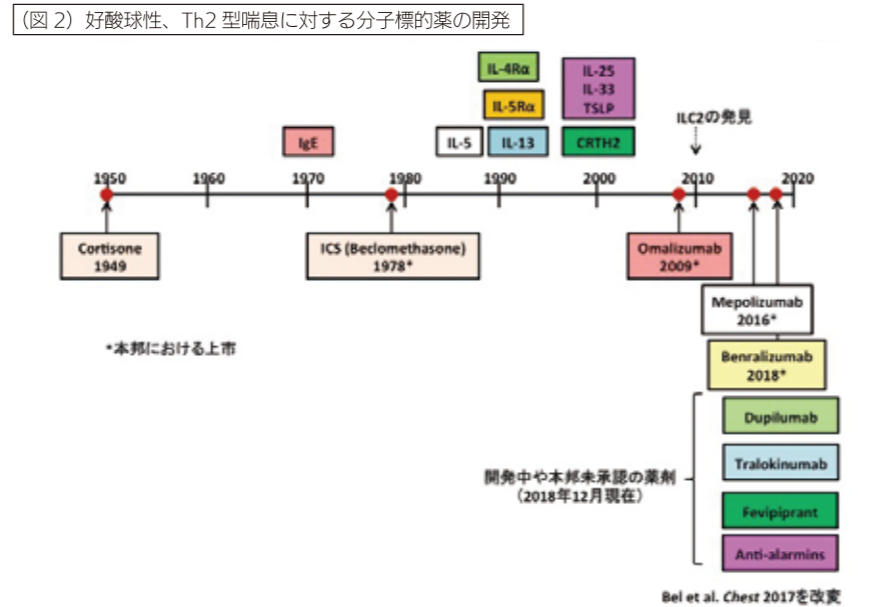 （図 2）好酸球性、Th2 型喘息に対する分子標的薬の開発
IL-4Rα
IL-5Rα
IL-25
IL-33
TSLP
IgE
IL-5
IL-13
CRTH2
ILC2の発見
1950
1960
1970
1980
1990
2000
2010
2020
Cortisone
1949
ICS (Beclomethasone)
1978*
Omalizumab
2009*
Mepolizumab
2016*
*本邦における上市
Benralizumab
2018*
Dupilumab
Tralokinumab
開発中や本邦未承認の薬剤
（2018年12月現在）
Fevipiprant
Anti-alarmins
Bel et al. Chest 2017を改変